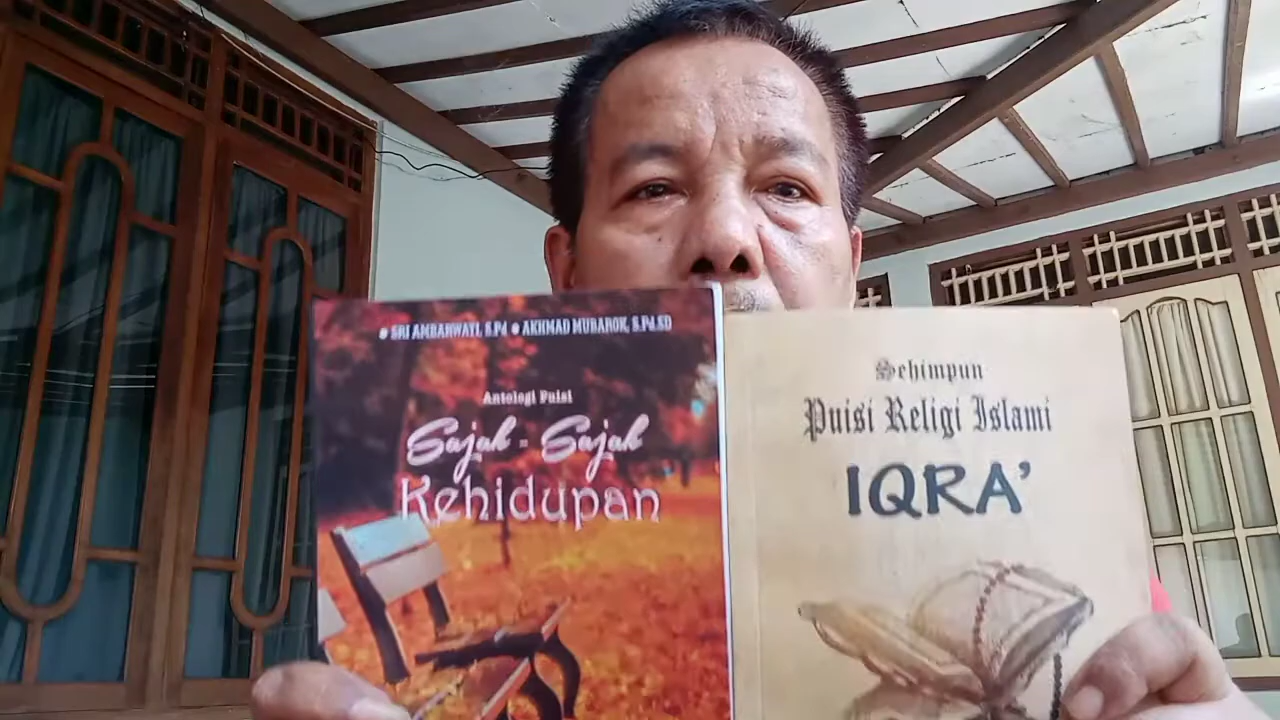 ● SRI AMBARWATI, S.Pd ● AKHMAD MUBAROK, S.Pd.SD
Antologi Puisi
Sajak - Sajak
Kehidupan
Sehimpun
Puisi Religi Islami
IQRA'